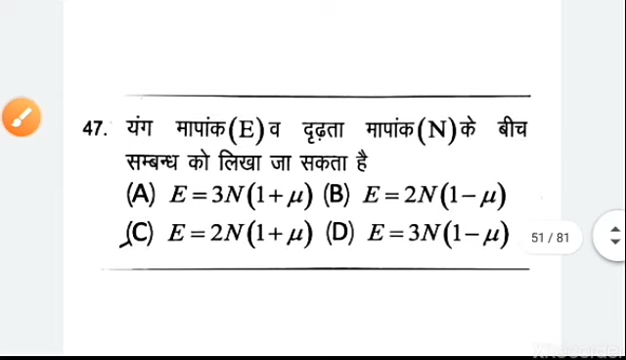 47. यंग मापांक(E)व दृढ़ता मापांक(N)के बीच
सम्बन्ध को लिखा जा सकता है
(A) E=3N(1+μ) (B) E=2N(1−μ)
(C) E=2N(1+μ) (D) E=3N(1−μ)
51 / 81